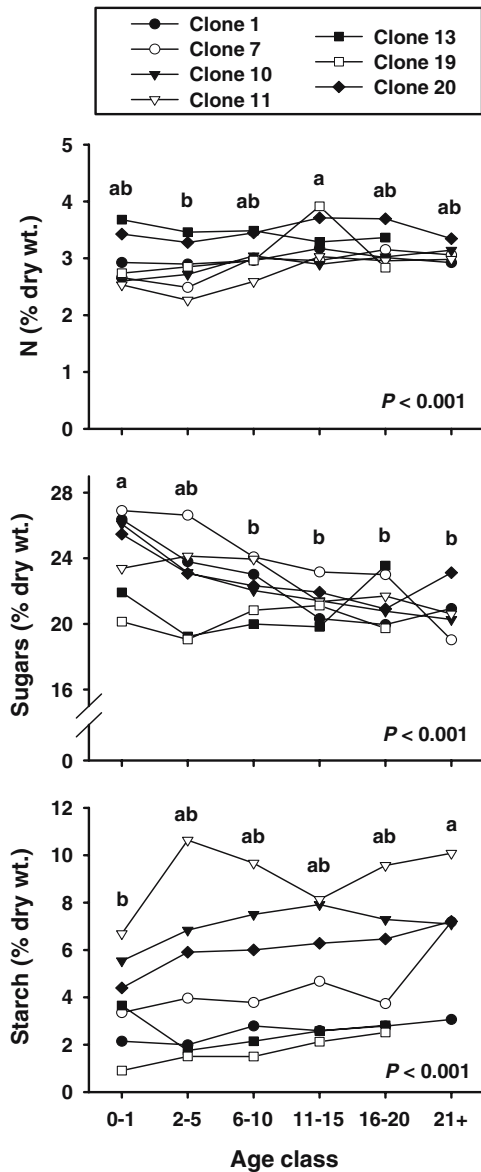 Clone 1
Clone 7
Clone 10
Clone 11
Clone 13
Clone 19
Clone 20
N (% dry wt.)
5
4
3
2
1
0
ab
b
ab
a
ab
ab
P < 0.001
Sugars (% dry wt.)
28
24
20
16
0
a
ab
b
b
b
b
P < 0.001
Starch (% dry wt.)
12
10
8
6
4
2
0
b
ab
ab
ab
ab
a
P < 0.001
0-1
2-5
6-10
11-15
16-20
21+
Age class